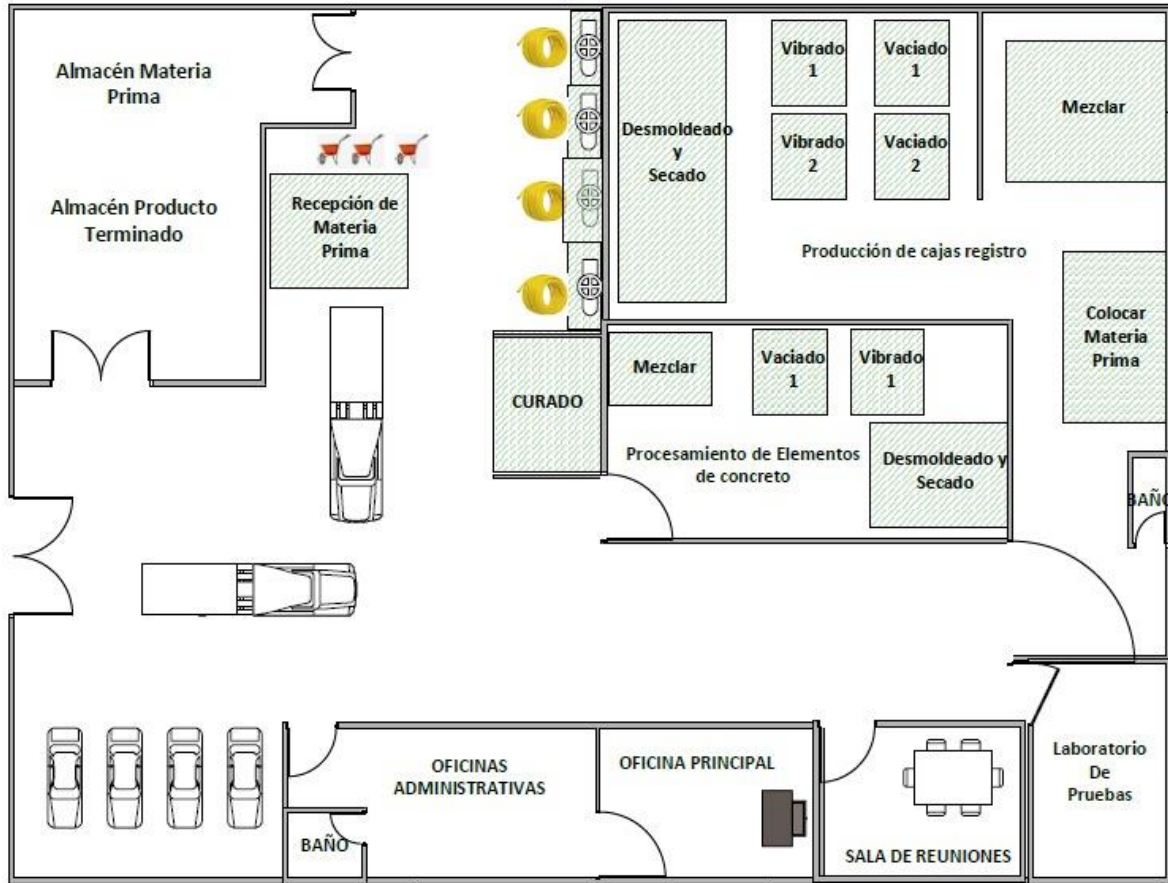 Almacén Materia
Prima
Almacén Producto
Terminado
Recepción de
Materia
Prima
Desmoldeado
y
Secado
Vibrado
1
Vaciado
1
Vibrado
2
Vaciado
2
Mezclar
Producción de cajas registro
Colocar
Materia
Prima
CURADO
Mezclar
Vaciado
1
Vibrado
1
Procesamiento de Elementos
de concreto
Desmoldeado y
Secado
BAÑO
OFICINAS
ADMINISTRATIVAS
BAÑO
OFICINA PRINCIPAL
SALA DE REUNIONES
Laboratorio
De
Pruebas